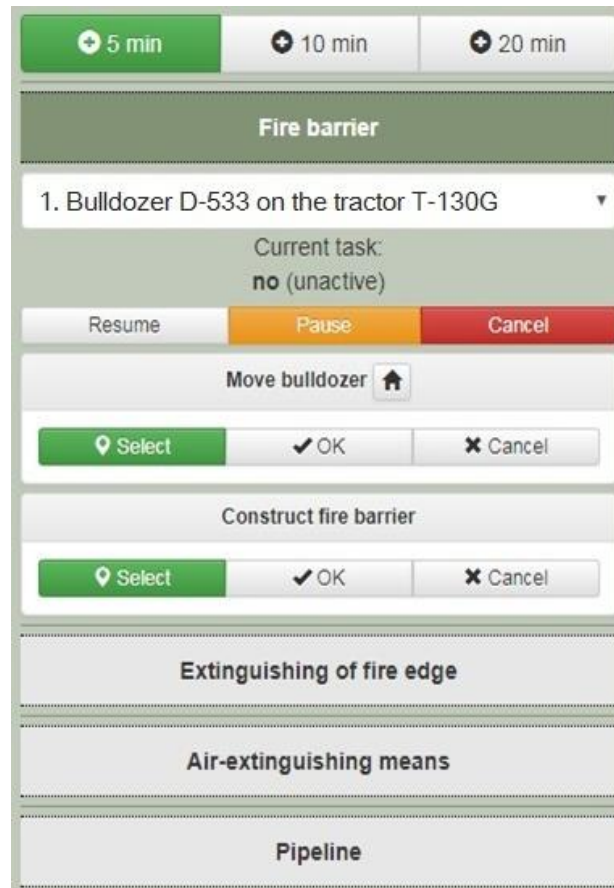 5 min 10 min 20 min
Fire barrier
1. Bulldozer D-533 on the tractor T-130G
Current task:
no (unactive)
Resume Pause Cancel
Move bulldozer
Select OK Cancel
Construct fire barrier
Select OK Cancel
Extinguishing of fire edge
Air-extinguishing means
Pipeline